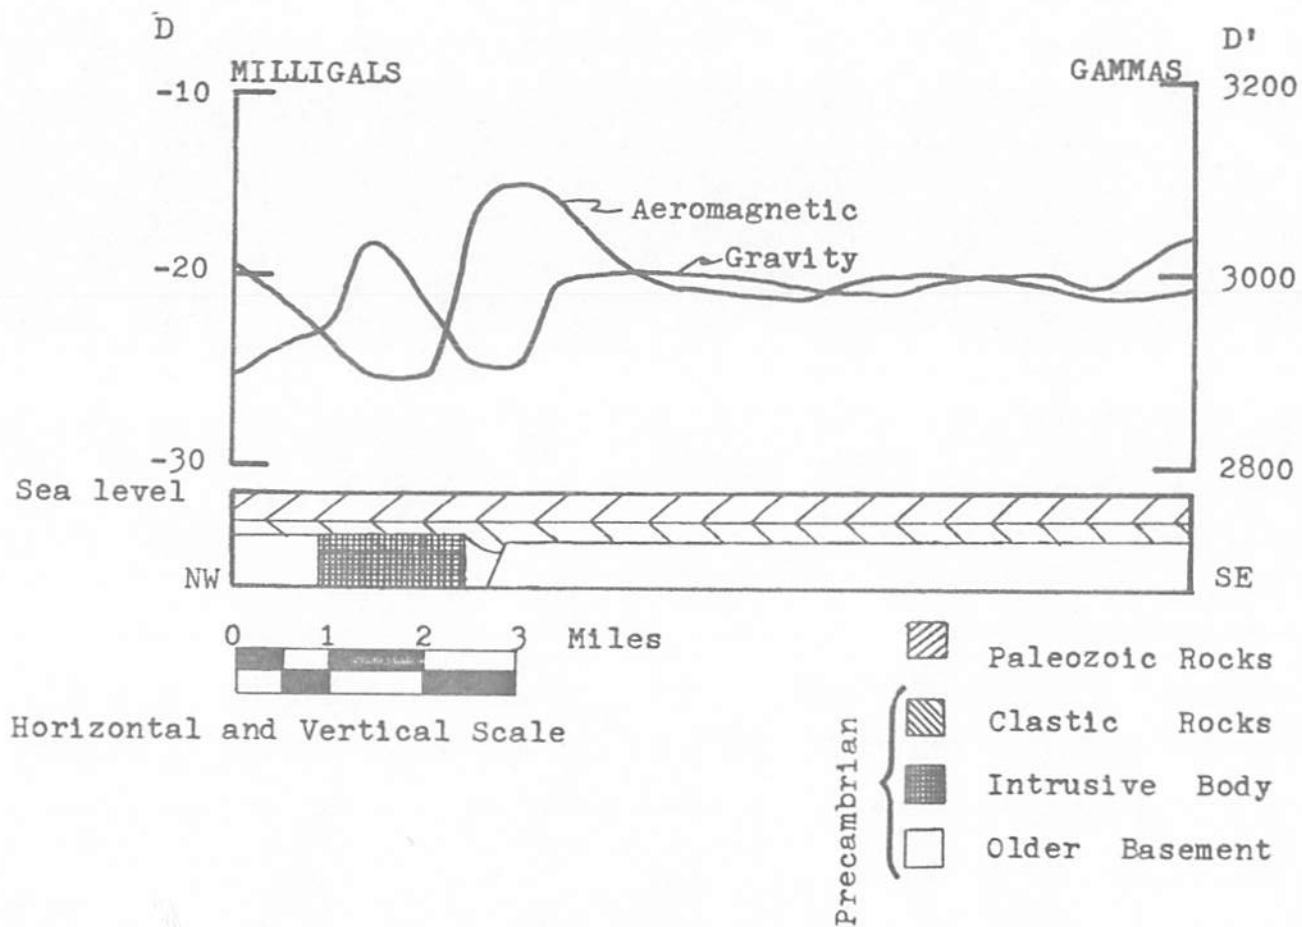 D
D'
MILLIGALS
GAMMAS
-10
3200
Aeromagnetic
Gravity
-20
3000
-30
2800
Sea level
NW
SE
0 1 2 3 Miles
Horizontal and Vertical Scale
Paleozoic Rocks
Precambrian
Clastic Rocks
Intrusive Body
Older Basement